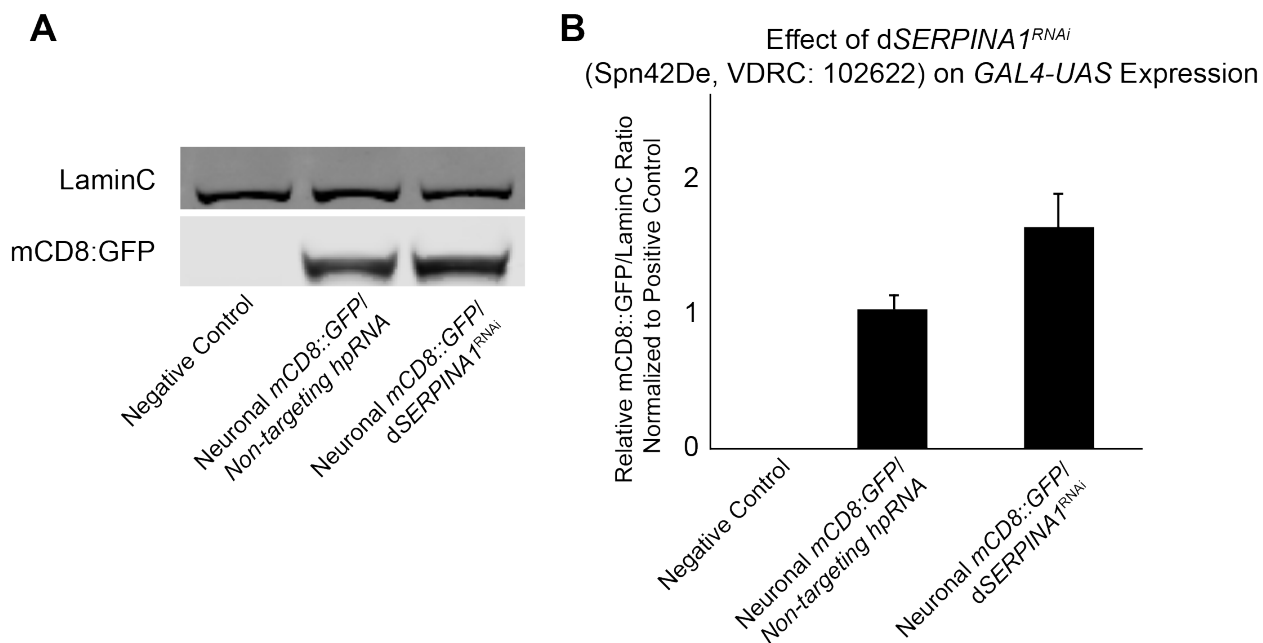 A
LaminC
mCD8:GFP
Negative Control
Neuronal mCD8::GFP/
Non-targeting hpRNA
Neuronal mCD8::GFP/
dSERPINA1RNAi
B
Effect of dSERPINA1RNAi
(Spn42De, VDRC: 102622) on GAL4-UAS Expression
Relative mCD8::GFP/LaminC Ratio
Normalized to Positive Control
2
1
0
Negative Control
Neuronal mCD8:GFP/
Non-targeting hpRNA
Neuronal mCD8::GFP/
dSERPINA1RNAi